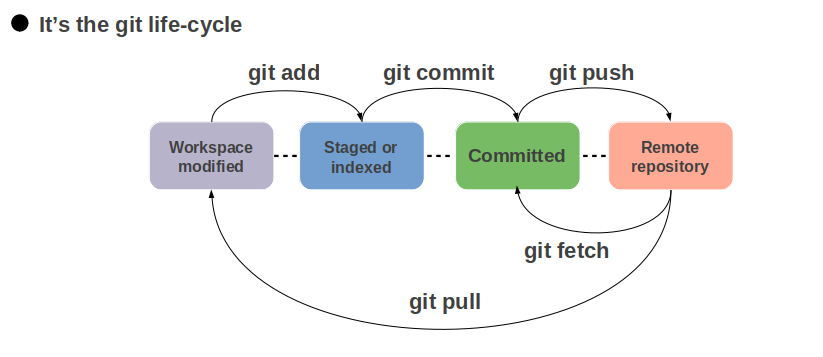 It’s the git life-cycle
git add
git commit
git push
Workspace
modified
Staged or
indexed
Committed
Remote
repository
git fetch
git pull